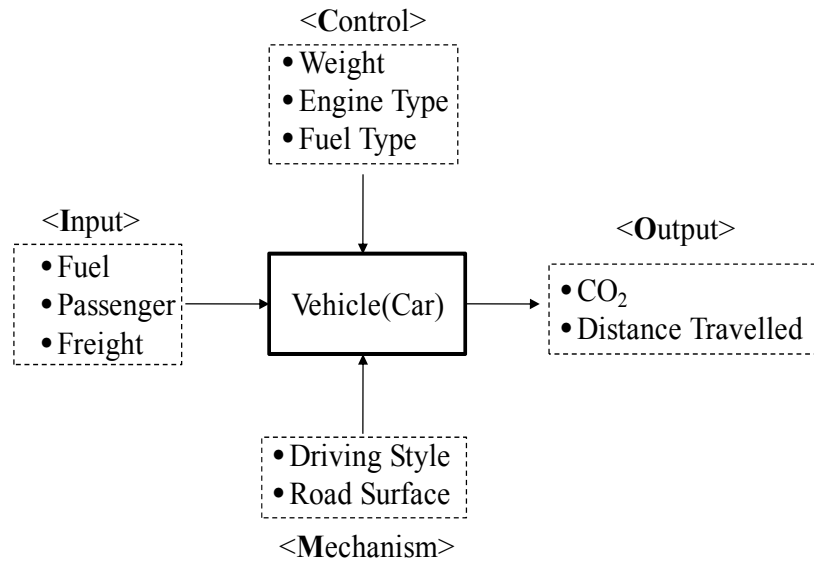 <Control>
• Weight
• Engine Type
• Fuel Type
<Input>
• Fuel
• Passenger
• Freight
Vehicle(Car)
<Output>
• CO₂
• Distance Travelled
• Driving Style
• Road Surface
<Mechanism>